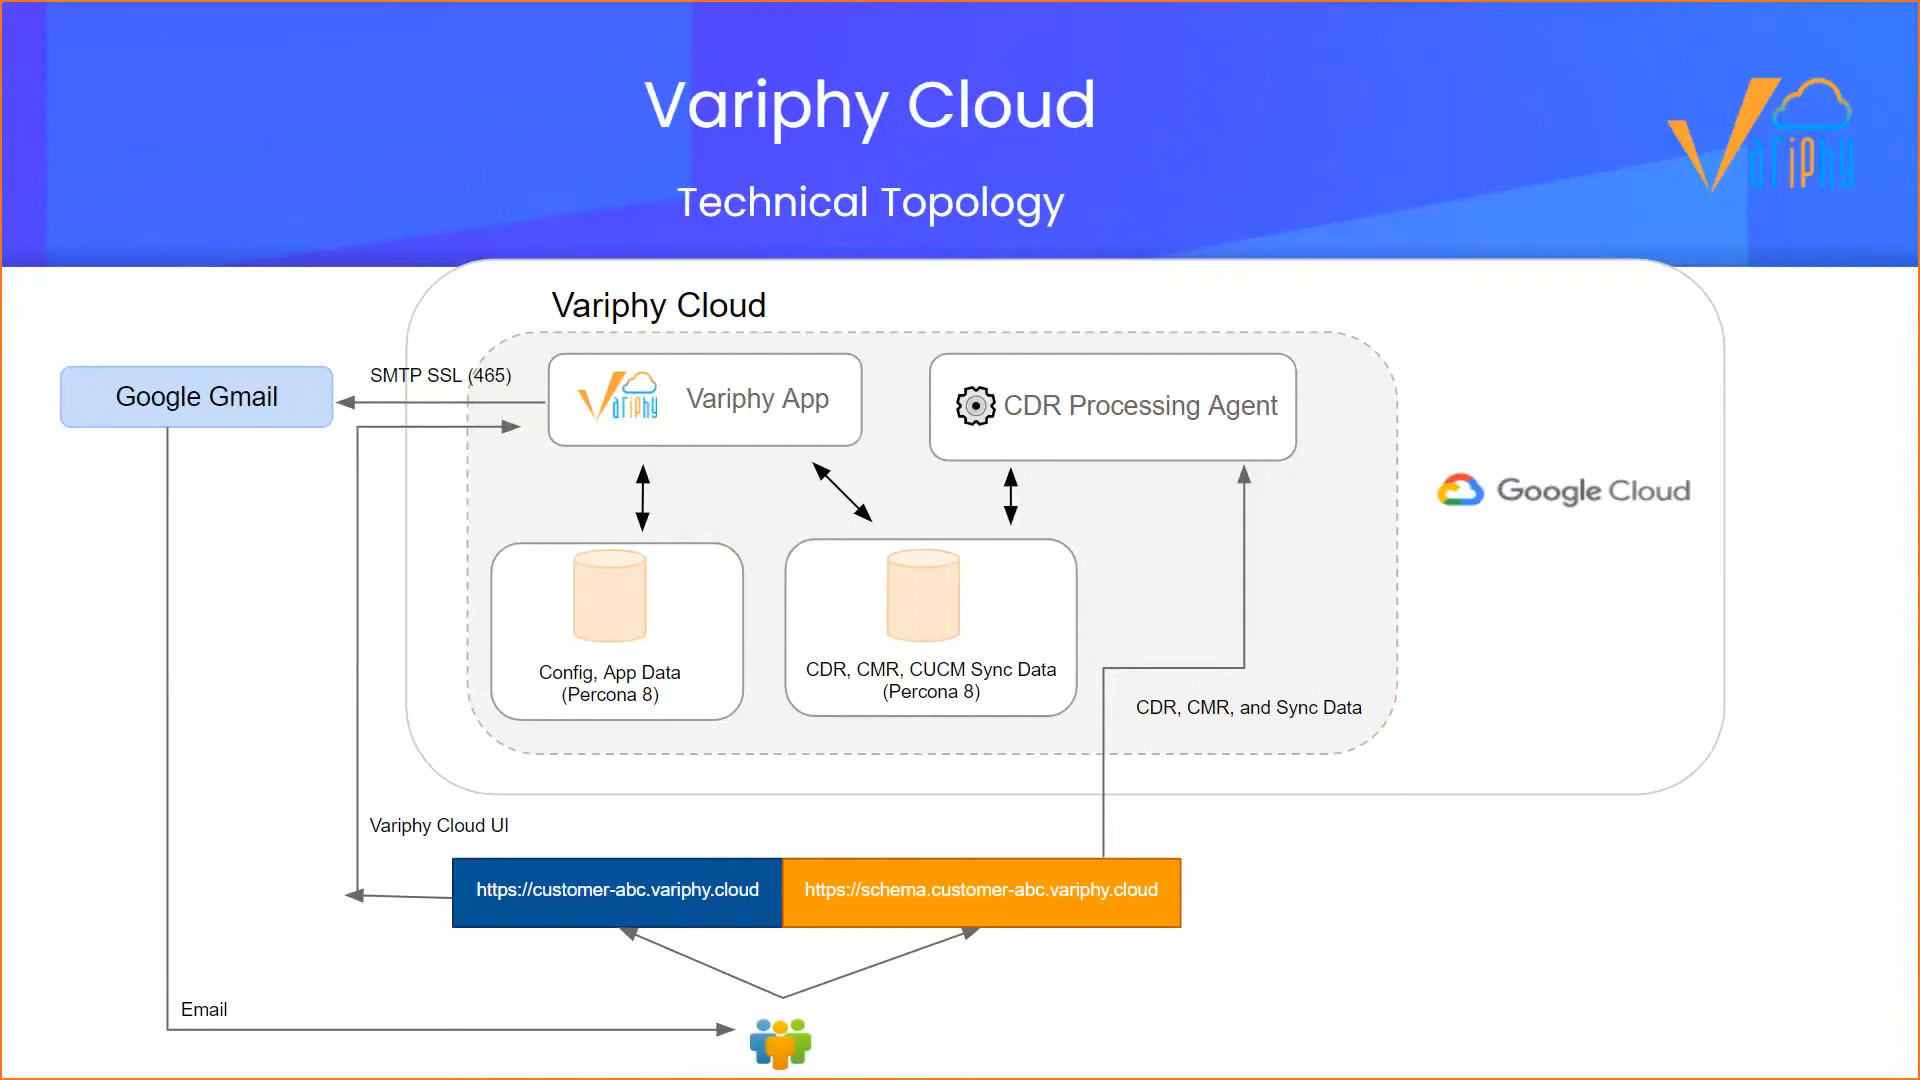 Variphy Cloud
Variphy
Technical Topology
Variphy Cloud
Google Gmail
SMTP SSL (465)
Variphy
Variphy App
CDR Processing Agent
Google Cloud
Config, App Data
(Percona 8)
CDR, CMR, CUCM Sync Data
(Percona 8)
CDR, CMR, and Sync Data
Variphy Cloud UI
https://customer-abc.variphy.cloud
https://schema.customer-abc.variphy.cloud
Email